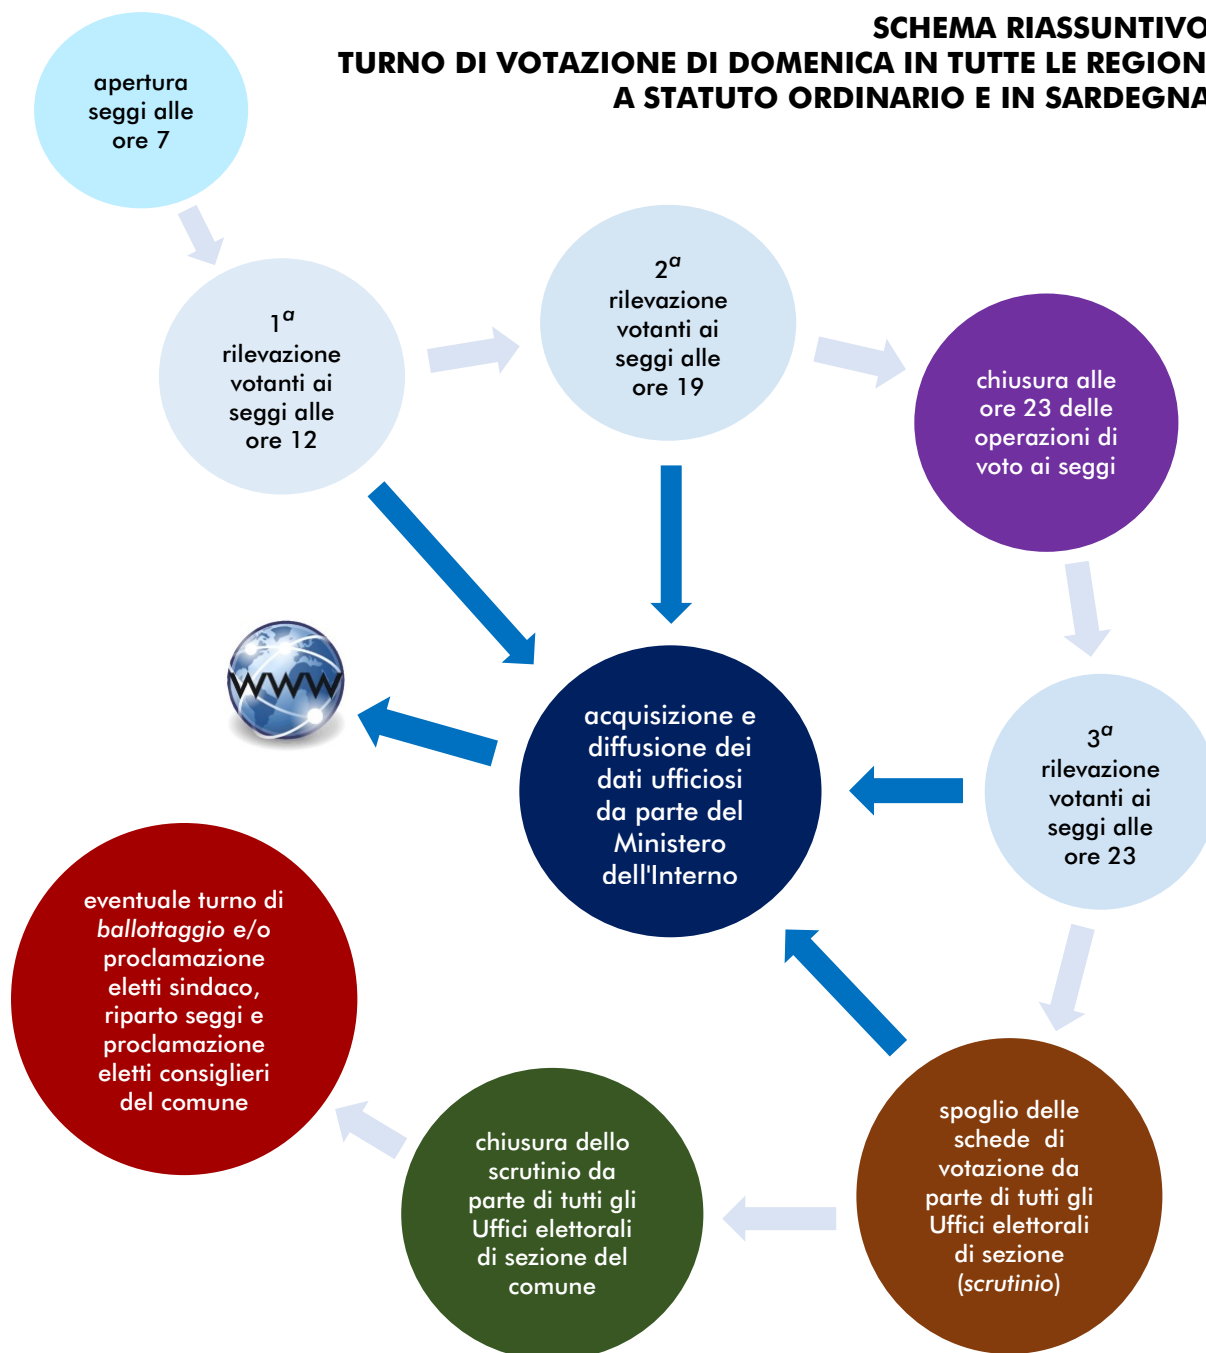 SCHEMA RIASSUNTIVO
TURNO DI VOTAZIONE DI DOMENICA IN TUTTE LE REGION
A STATUTO ORDINARIO E IN SARDEGNA
apertura
seggi alle
ore 7
1ª
rilevazione
votanti ai
seggi alle
ore 12
2ª
rilevazione
votanti ai
seggi alle
ore 19
chiusura alle
ore 23 delle
operazioni di
voto ai seggi
3ª
rilevazione
votanti ai
seggi alle
ore 23
WWW
acquisizione e
diffusione dei
dati ufficiosi
da parte del
Ministero
dell'Interno
spoglio delle
schede di
votazione da
parte di tutti gli
Uffici elettorali
di sezione
(scrutinio)
chiusura dello
scrutinio da
parte di tutti gli
Uffici elettorali
di sezione del
comune
eventuale turno di
ballottaggio e/o
proclamazione
eletti sindaco,
riparto seggi e
proclamazione
eletti consiglieri
del comune